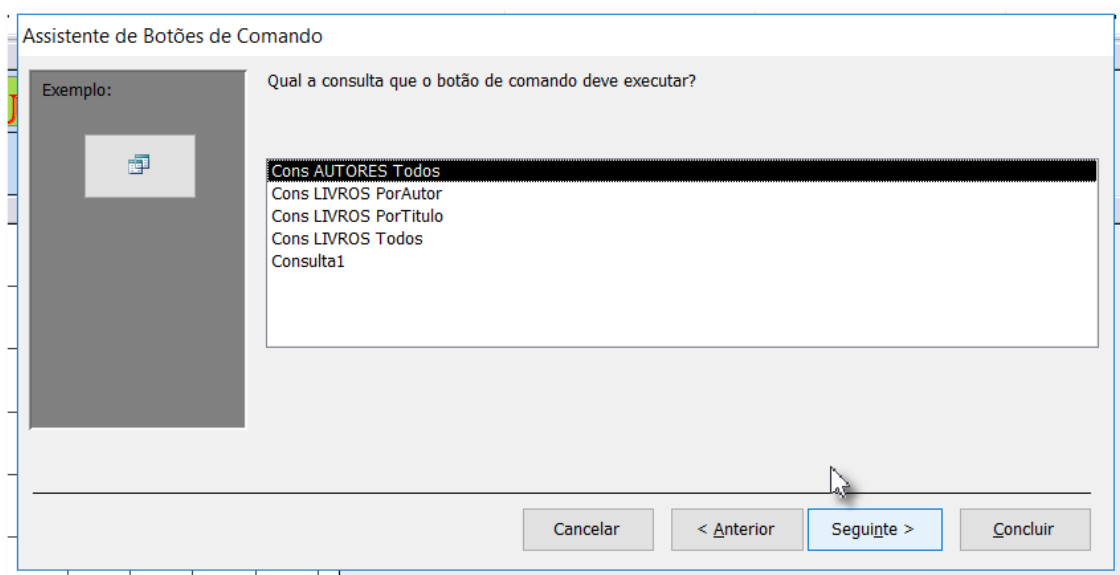 Assistente de Botões de Comando
Exemplo:
Qual a consulta que o botão de comando deve executar?
Cons AUTORES Todos
Cons LIVROS PorAutor
Cons LIVROS PorTitulo
Cons LIVROS Todos
Consulta1
Cancelar
< Anterior
Seguinte >
Concluir